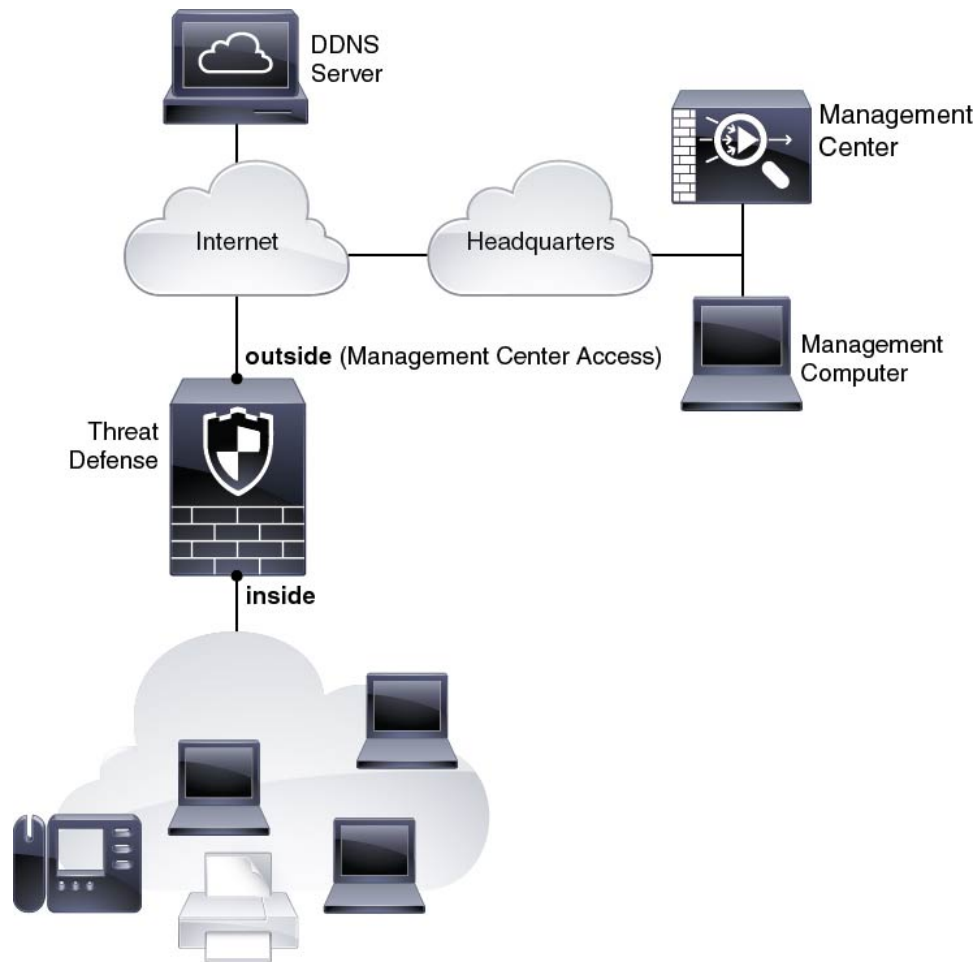 DDNS
Server
Management
Center
Internet
Headquarters
outside (Management Center Access)
Management
Computer
Threat
Defense
inside